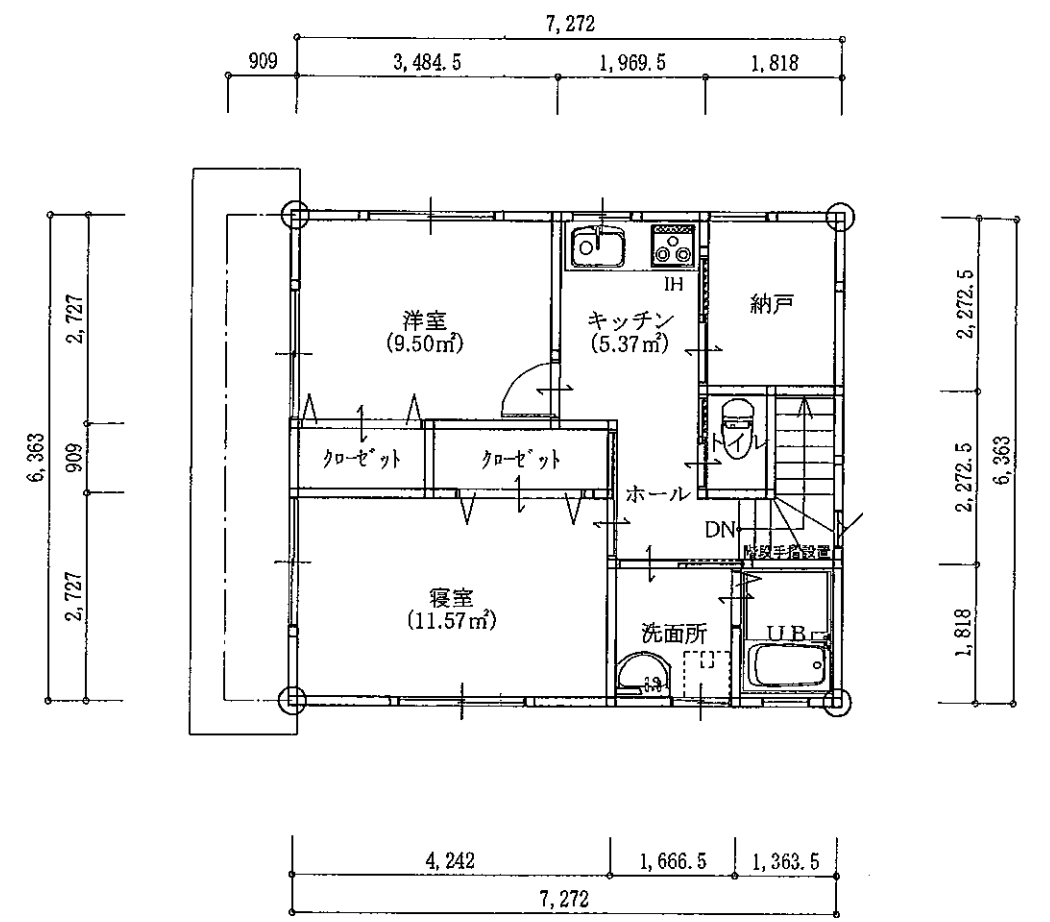 7,272
909
3,484.5
1,969.5
1,818
IH
洋室
(9.50㎡)
キッチン
(5.37㎡)
納戸
2,727
909
2,727
6,363
2,272.5
2,272.5
1,818
6,363
トイレ
クローゼット
クローゼット
ホール
DN
階段手摺設置
寝室
(11.57㎡)
洗面所
UB
4,242
1,666.5
1,363.5
7,272